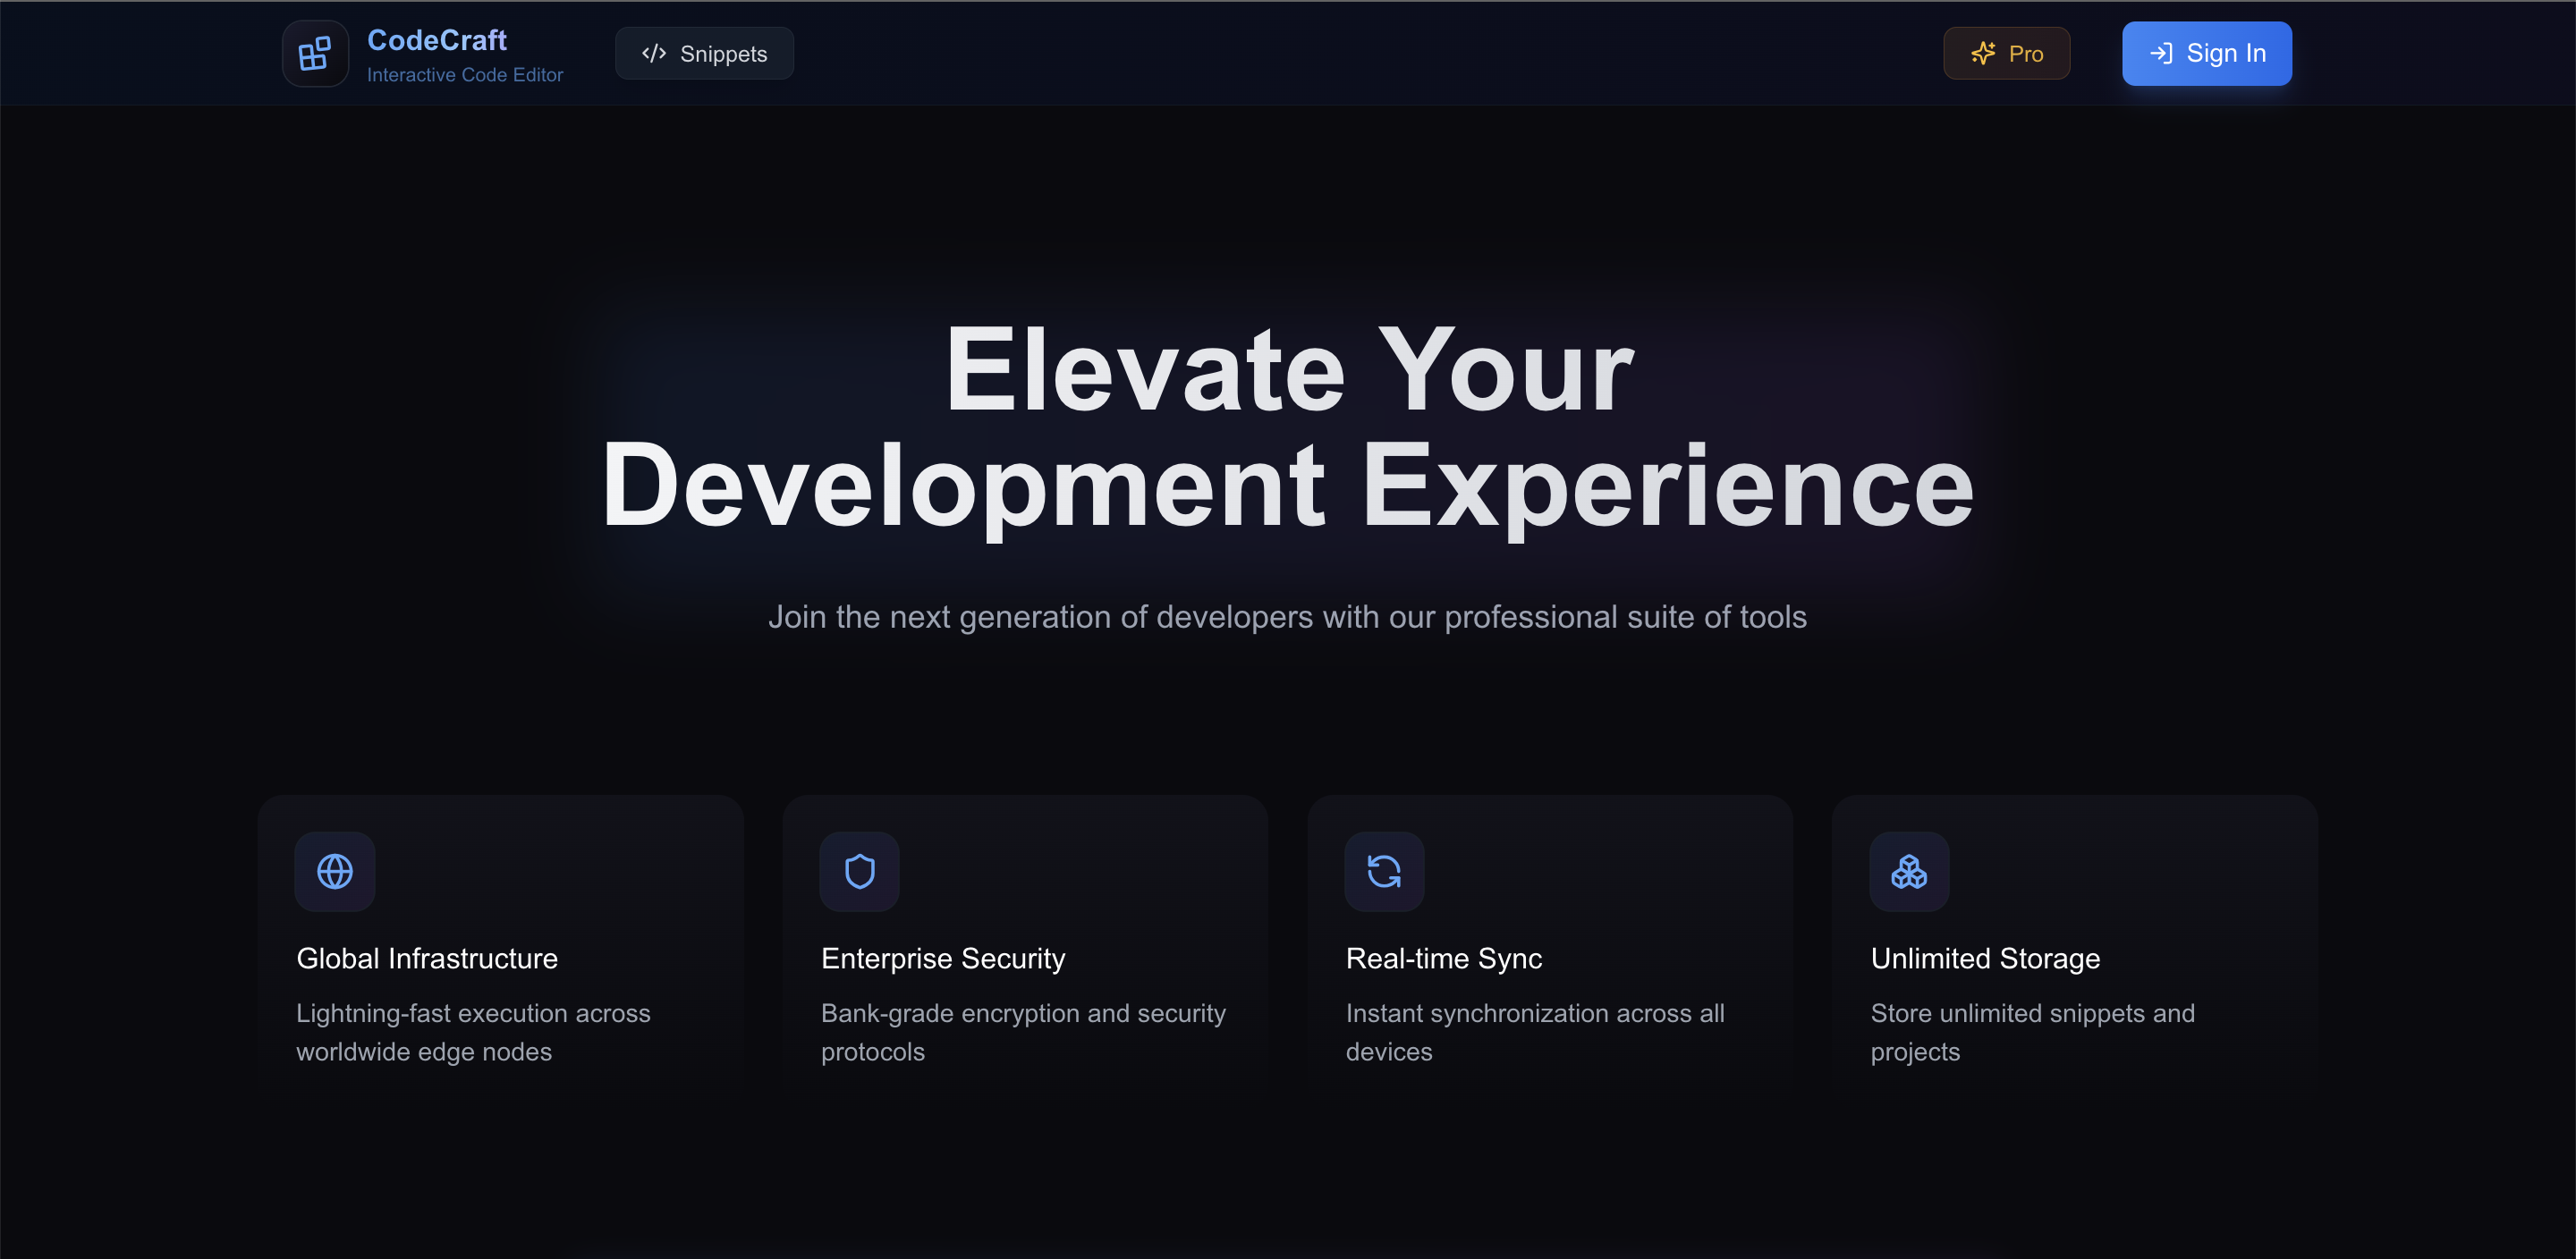 CodeCraft
Interactive Code Editor
Snippets
Pro
Sign In
Elevate Your
Development Experience
Join the next generation of developers with our professional suite of tools
Global Infrastructure
Lightning-fast execution across
worldwide edge nodes
Enterprise Security
Bank-grade encryption and security
protocols
Real-time Sync
Instant synchronization across all
devices
Unlimited Storage
Store unlimited snippets and
projects